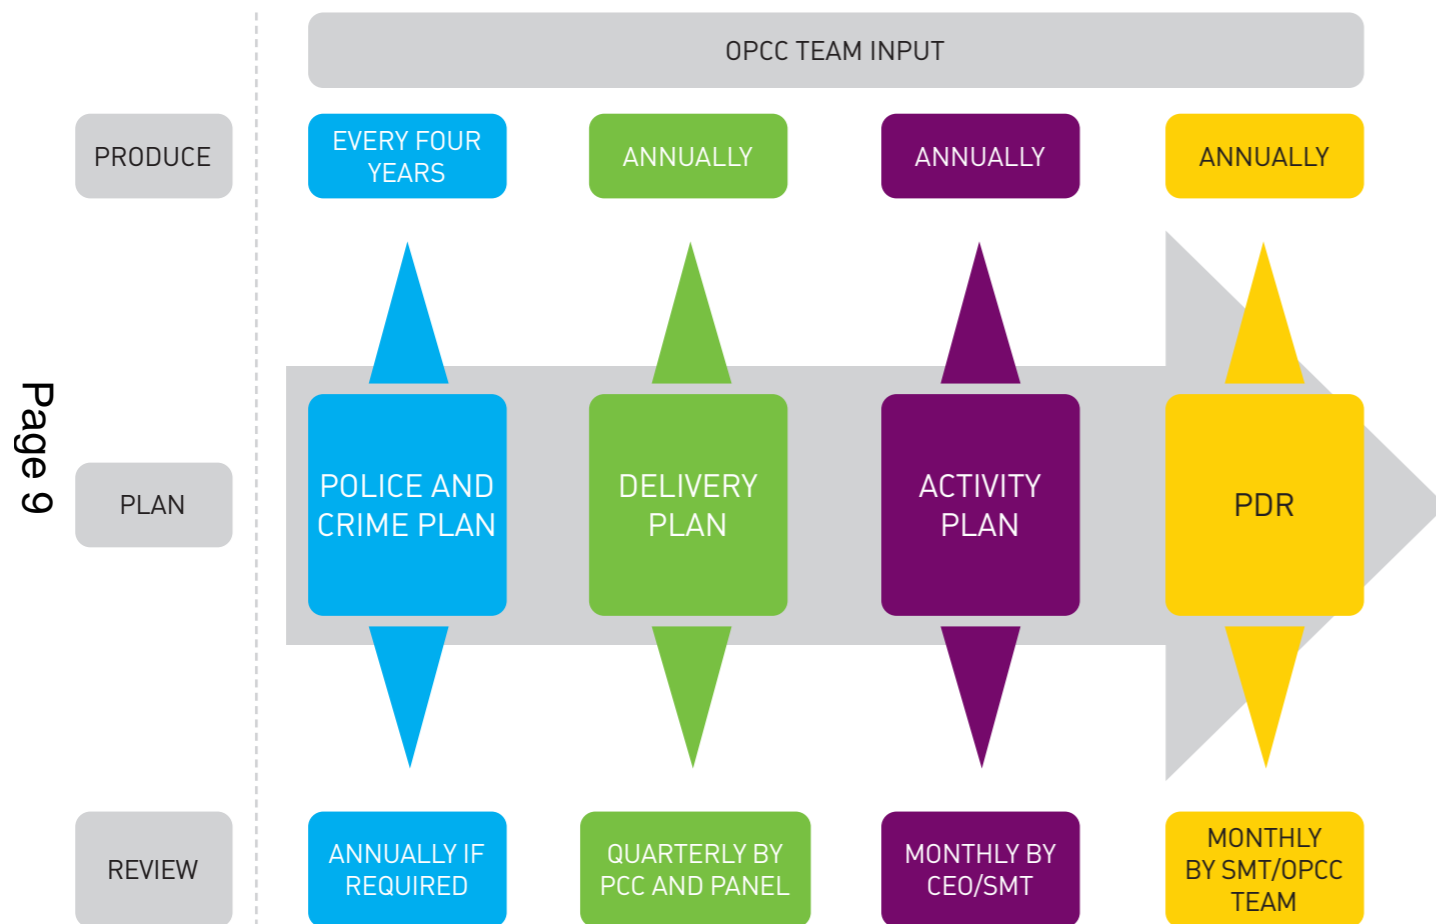 OPCC TEAM INPUT
PRODUCE
EVERY FOUR
YEARS
ANNUALLY
ANNUALLY
ANNUALLY
Page 9
PLAN
POLICE AND
CRIME PLAN
DELIVERY
PLAN
ACTIVITY
PLAN
PDR
REVIEW
ANNUALLY IF
REQUIRED
QUARTERLY BY
PCC AND PANEL
MONTHLY BY
CEO/SMT
MONTHLY
BY SMT/OPCC
TEAM